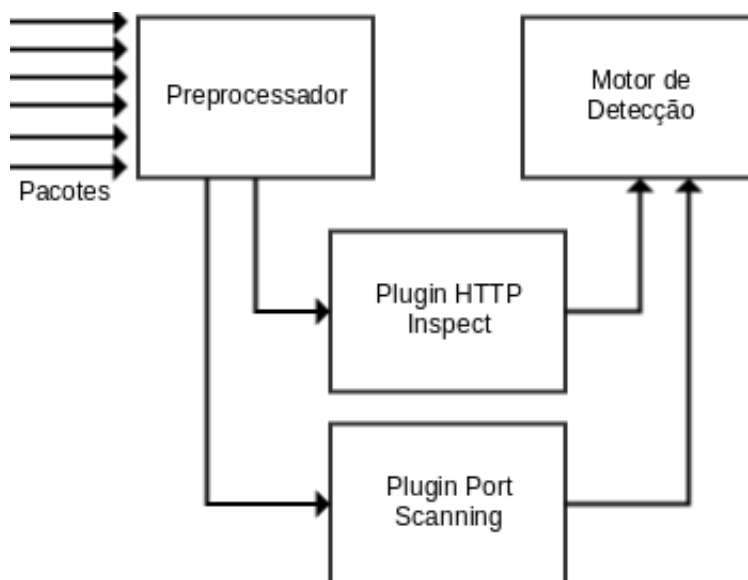 Preprocessador
Motor de
Detecção
Pacotes
Plugin HTTP
Inspect
Plugin Port
Scanning